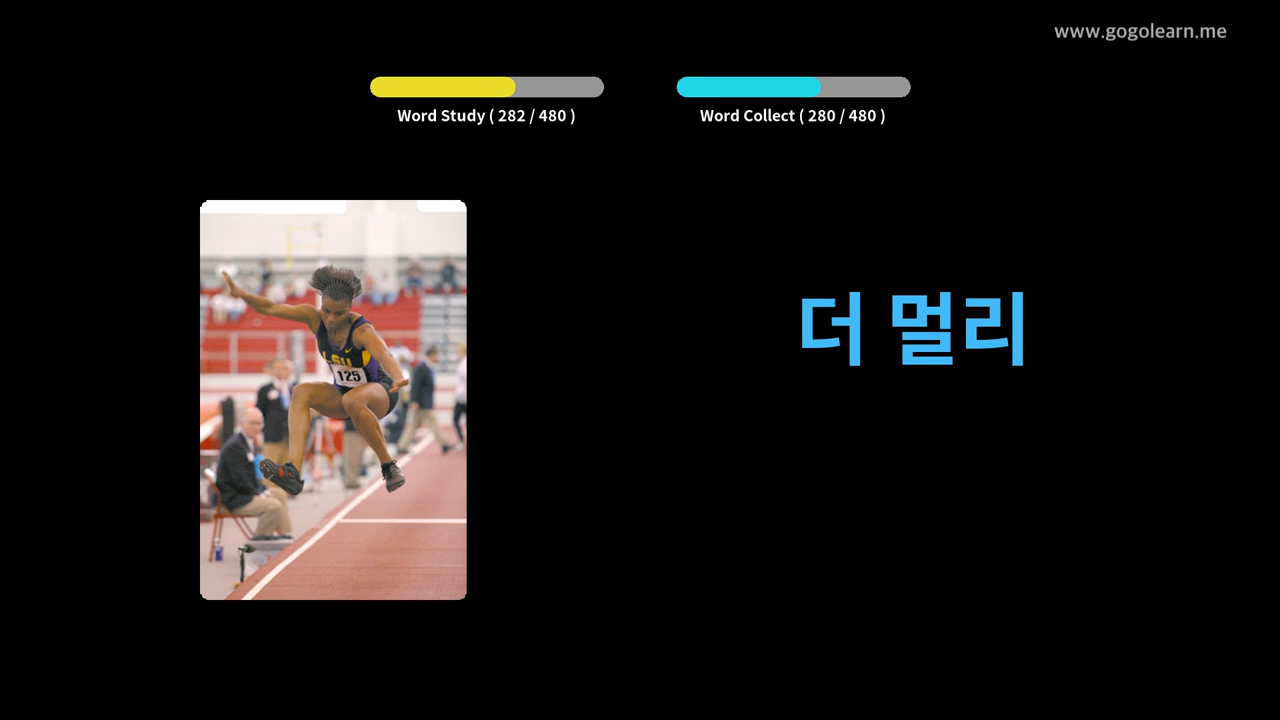 www.gogolearn.me
Word Study ( 282 / 480 )
Word Collect ( 280 / 480 )
더 멀리
LSU
125